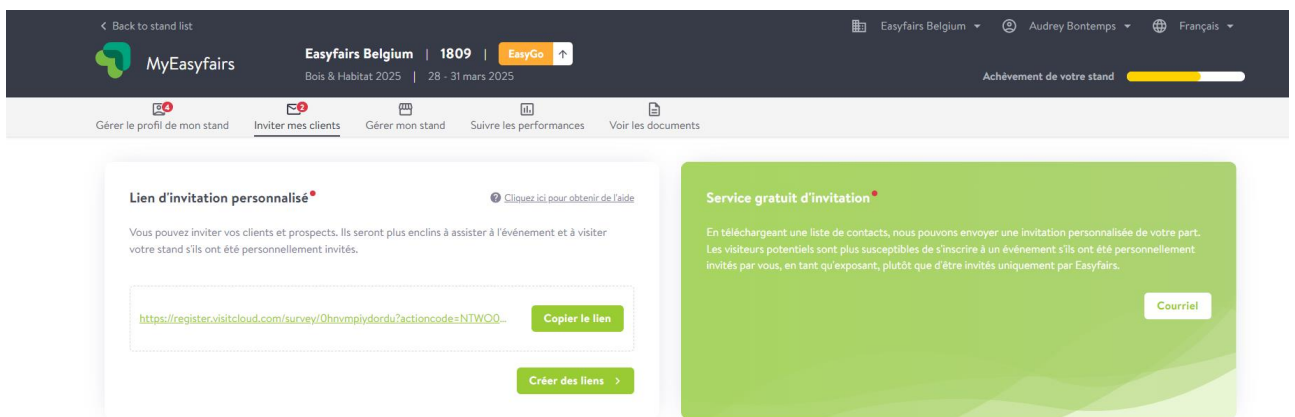 Back to stand list
Easyfairs Belgium
Audrey Bontemps
Français
MyEasyfairs
Easyfairs Belgium | 1809 | EasyGo
Bois & Habitat 2025 | 28 - 31 mars 2025
Achèvement de votre stand
4
2
Gérer le profil de mon stand
Inviter mes clients
Gérer mon stand
Suivre les performances
Voir les documents
Lien d'invitation personnalisé
Cliquez ici pour obtenir de l'aide
Vous pouvez inviter vos clients et prospects. Ils seront plus enclins à assister à l'événement et à visiter
votre stand s'ils ont été personnellement invités.
https://register.visitcloud.com/survey/0hnvmpiydordu?actioncode=NTWO0...
Copier le lien
Créer des liens
Service gratuit d'invitation
En téléchargeant une liste de contacts, nous pouvons envoyer une invitation personnalisée de votre part.
Les visiteurs potentiels sont plus susceptibles de s'inscrire à un événement s'ils ont été personnellement
invités par vous, en tant qu'exposant, plutôt que d'être invités uniquement par Easyfairs.
Courriel